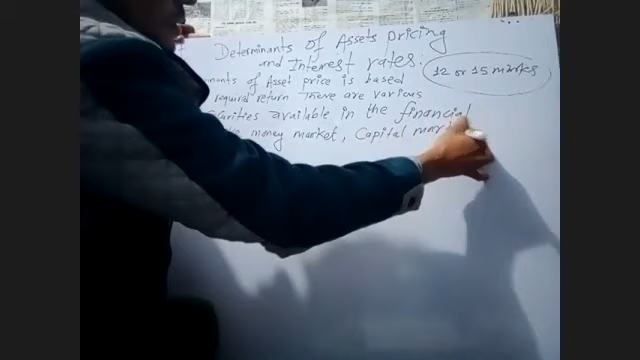 Determinants of Assets pricing
and Interest rates.
12 or 15 marks
of Asset price is based
required return There are various
available in the financial
money market, Capital